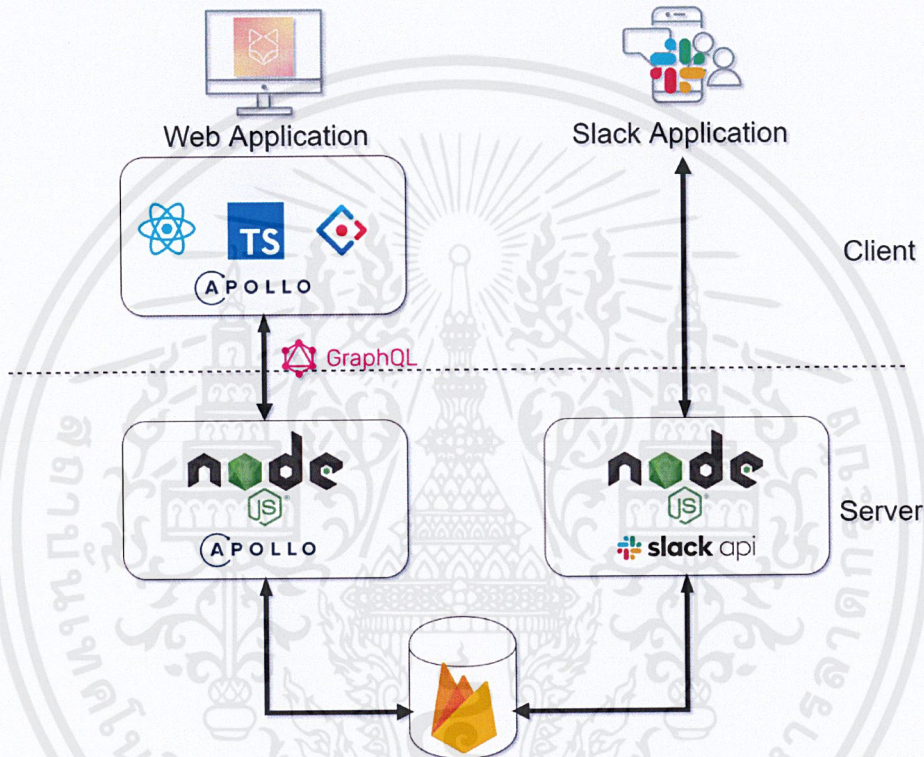 Web Application
Slack Application
TS
APOLLO
Client
GraphQL
node
JS
APOLLO
node
JS
slack api
Server